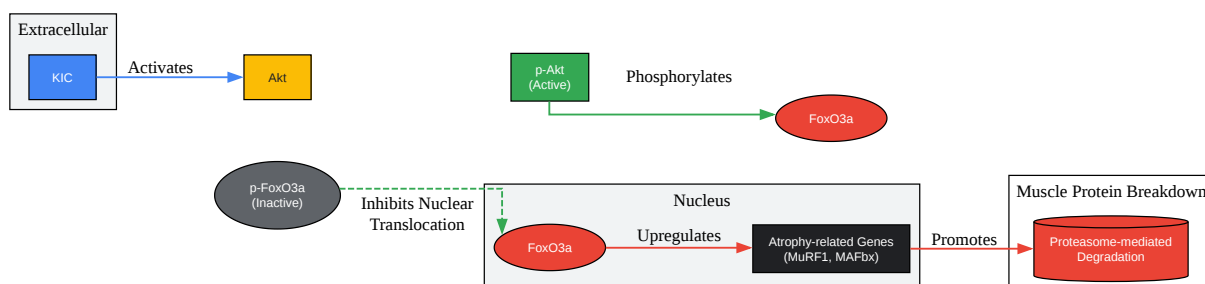 Extracellular
KIC
Activates
Akt
p-Akt
(Active)
Phosphorylates
FoxO3a
p-FoxO3a
(Inactive)
Inhibits Nuclear
Translocation
Nucleus
FoxO3a
Upregulates
Atrophy-related Genes
(MuRF1, MAFbx)
Promotes
Muscle Protein Breakdown
Proteasome-mediated
Degradation